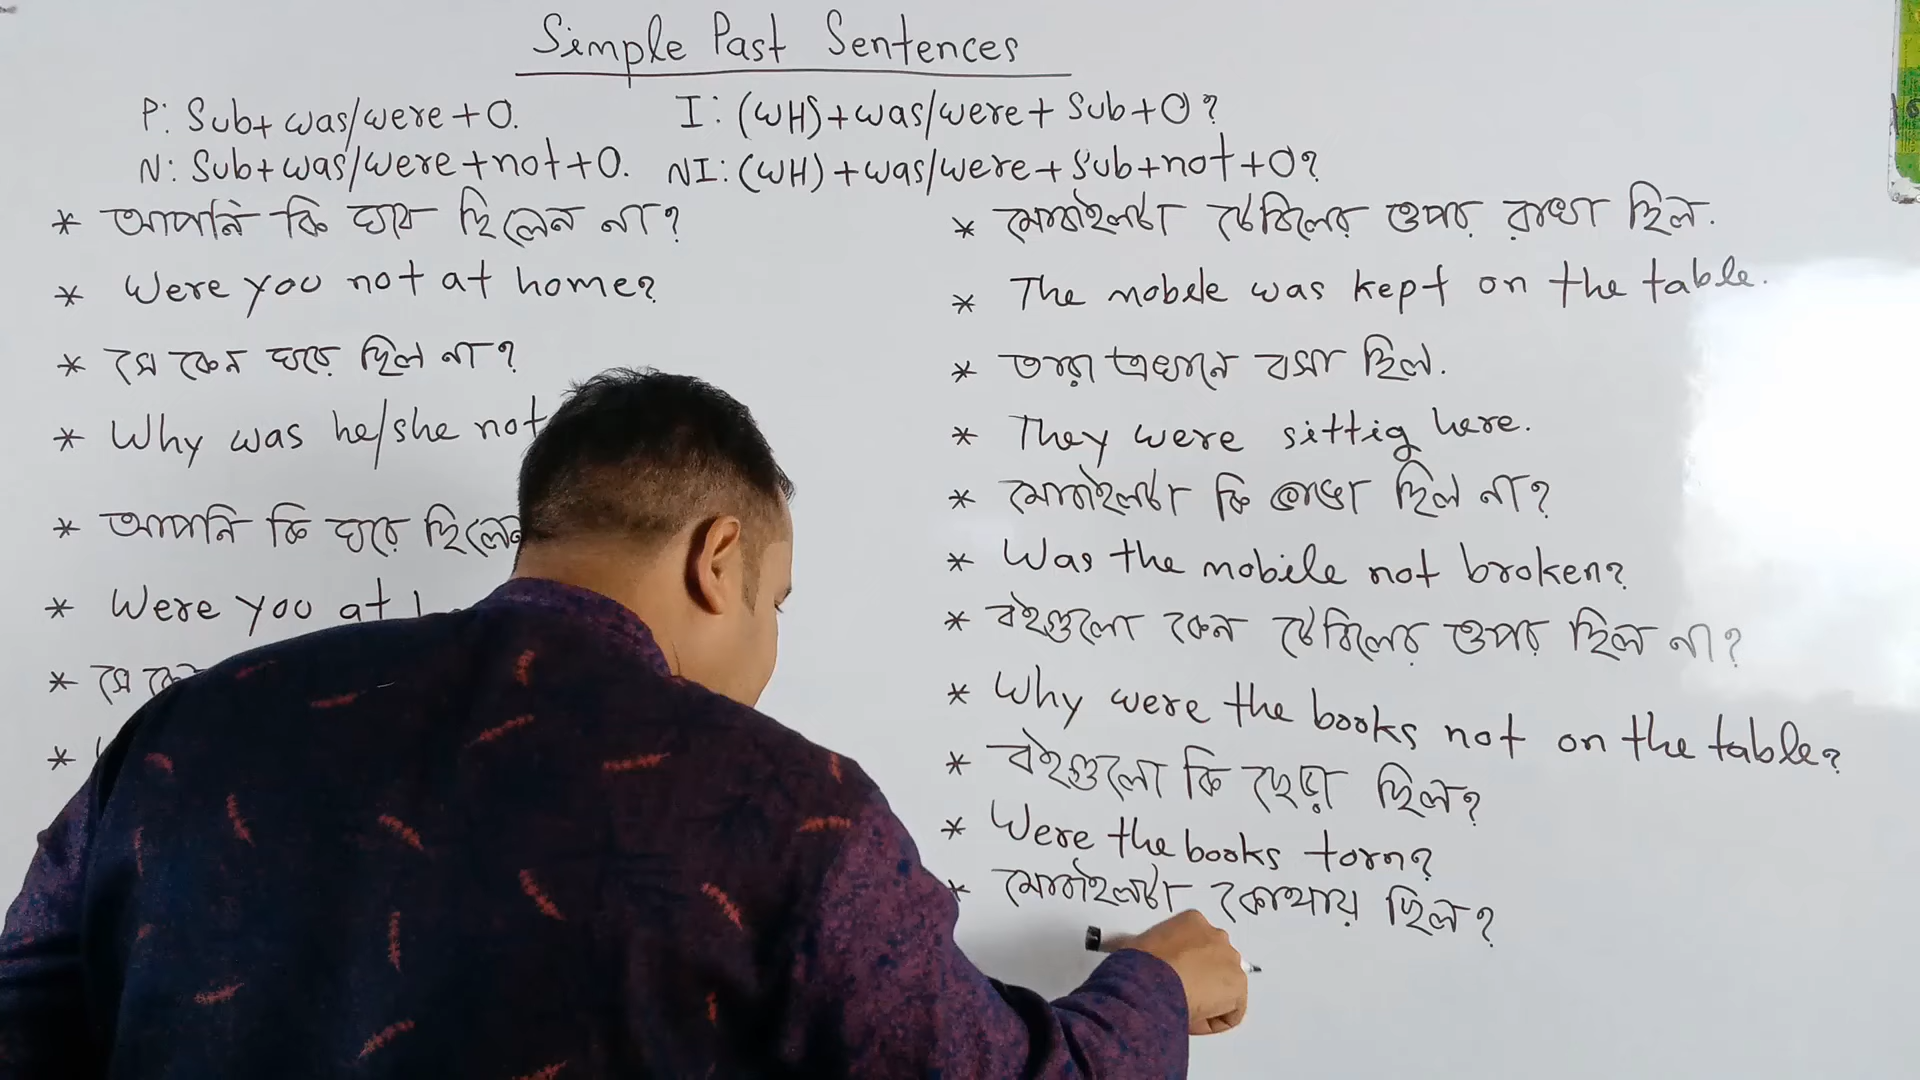 Simple Past Sentences
P: Sub+ was/were + O.
I: (WH)+was/were + Sub+O?
N: Sub+was/were+not+O.
NI: (WH)+was/were+Sub+not+O?
* আপনি কি ঘরে ছিলেন না?
* Were you not at home?
* সে কেন ঘরে ছিল না?
* Why was he/she not
* আপনি কি ঘরে ছিলেন
* Were you at
* সে
*
* মোবাইলটা টেবিলের ওপর রাখা ছিল.
* The mobile was kept on the table.
* তারা এখানে বসা ছিল.
* They were sittig here.
* মোবাইলটা কি ভাঙা ছিল না?
* Was the mobile not broken?
* বইগুলো কেন টেবিলের ওপর ছিল না?
* Why were the books not on the table?
* বইগুলো কি ছেড়া ছিল?
* Were the books torn?
* মোবাইলটা কোথায় ছিল?